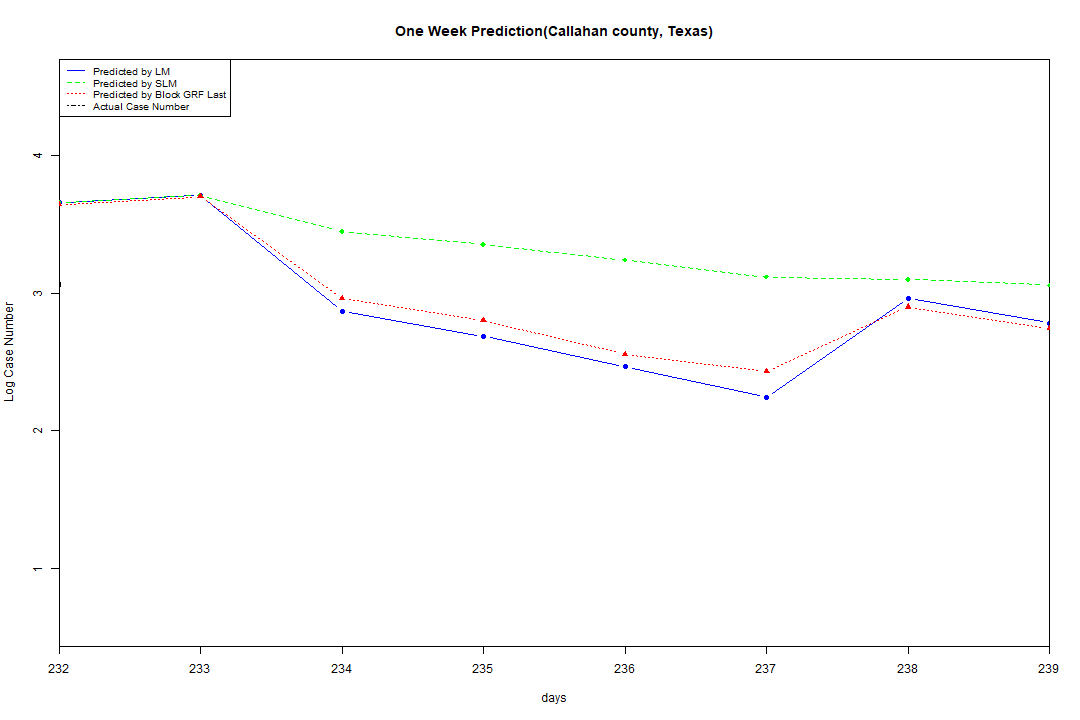 One Week Prediction(Callahan county, Texas)
Predicted by LM
Predicted by SLM
Predicted by Block GRF Last
Actual Case Number
4
3
2
1
Log Case Number
232 233 234 235 236 237 238 239
days